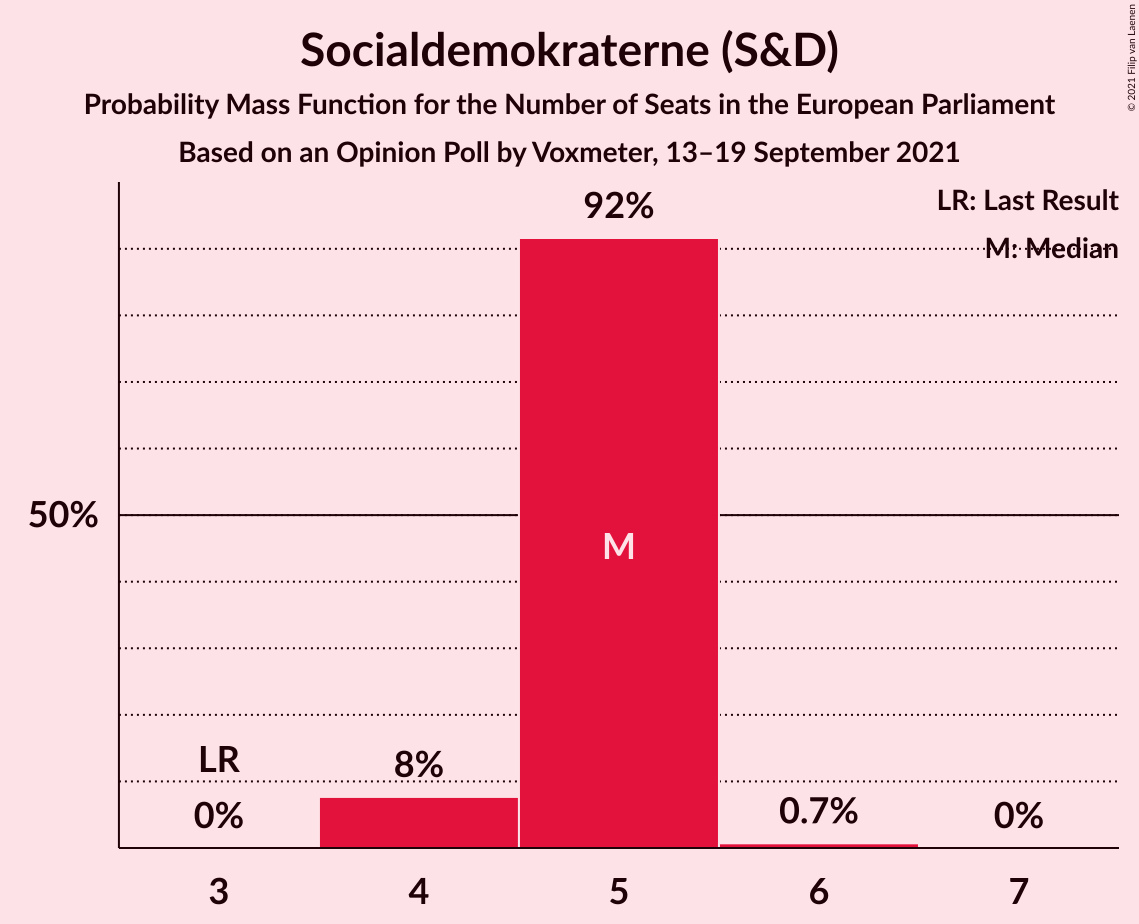 Socialdemokraterne (S&D)
Probability Mass Function for the Number of Seats in the European Parliament
Based on an Opinion Poll by Voxmeter, 13–19 September 2021
© 2021 Filip van Laenen
LR: Last Result
M: Median
92%
50%
M
LR
8%
0%
0.7%
0%
3
4
5
6
7